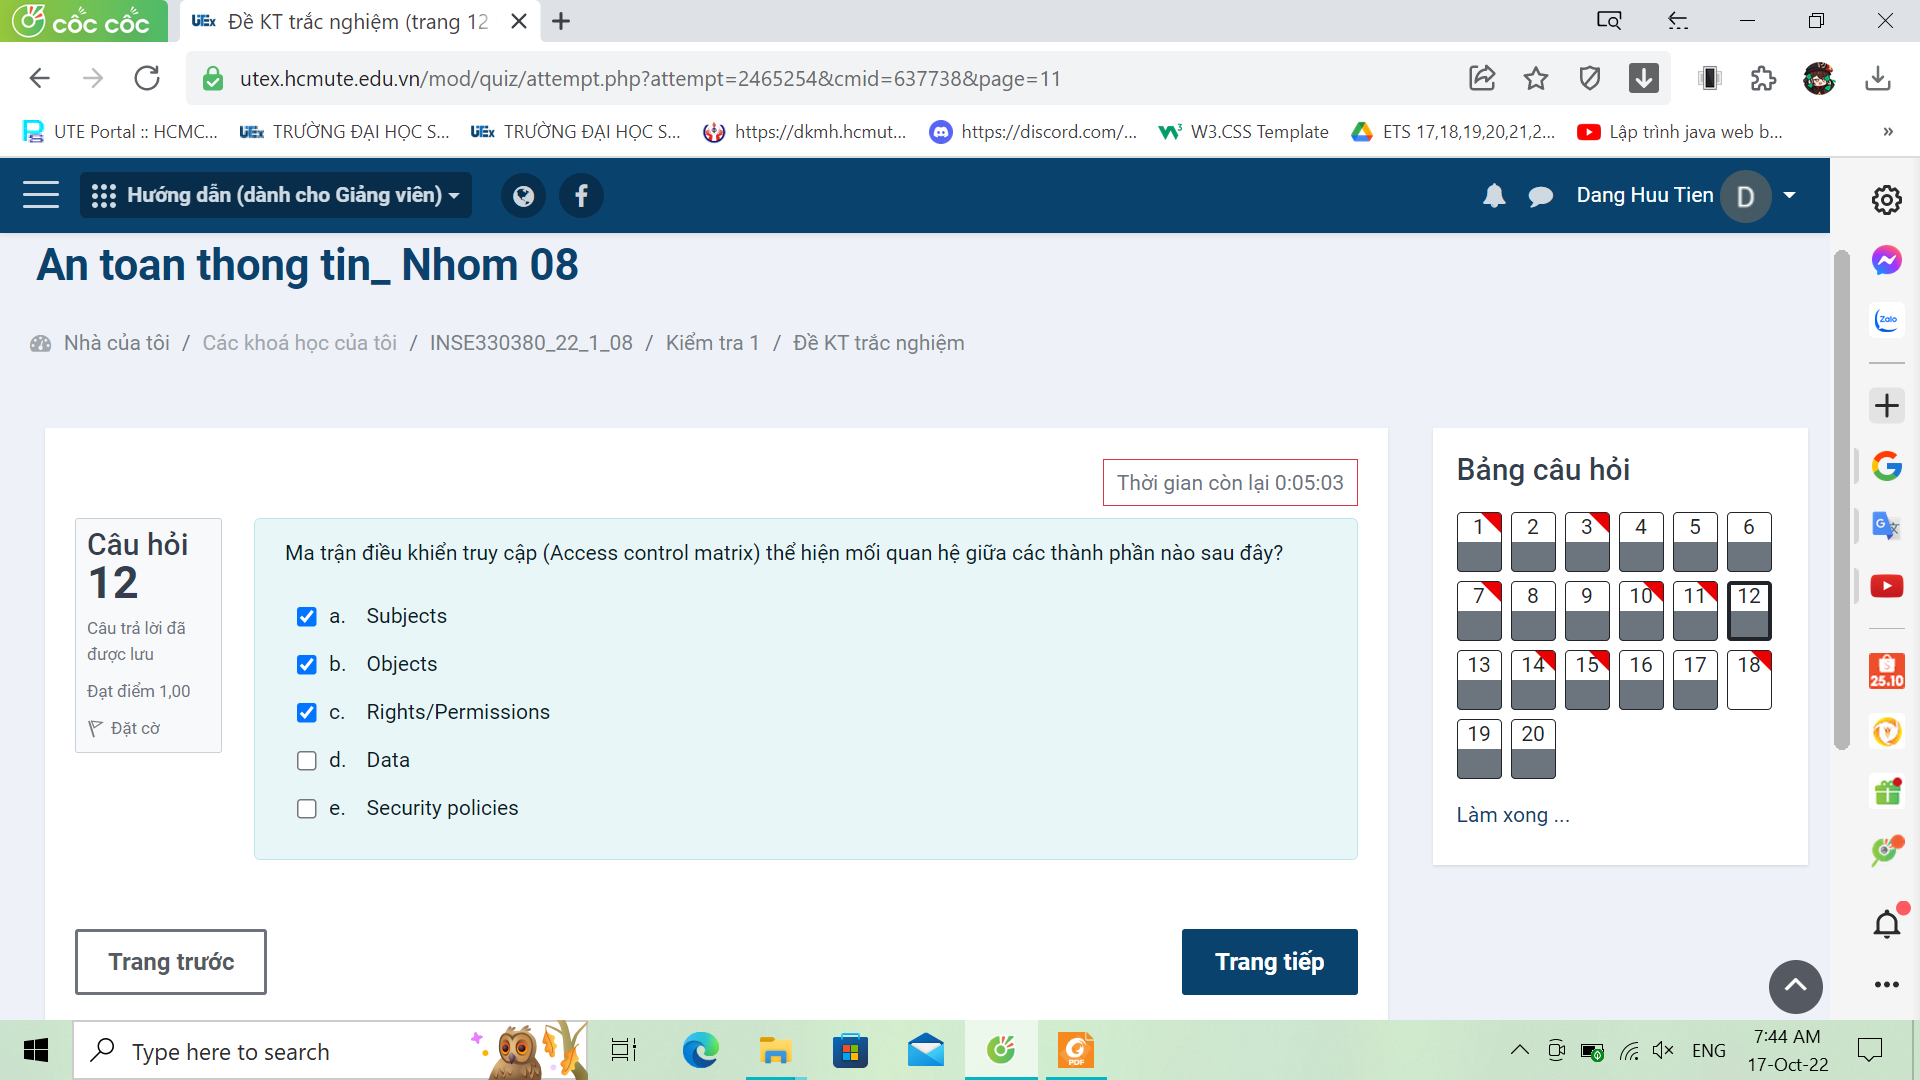 cốc cốc
UTEx Đề KT trắc nghiệm (trang 12
utex.hcmute.edu.vn/mod/quiz/attempt.php?attempt=2465254&cmid=637738&page=11
UTE Portal :: HCMC...
UTEx TRƯỜNG ĐẠI HỌC S...
UTEx TRƯỜNG ĐẠI HỌC S...
https://dkmh.hcmut...
https://discord.com/...
W3.CSS Template
ETS 17,18,19,20,21,2...
Lập trình java web b...
»
Hướng dẫn (dành cho Giảng viên)
Dang Huu Tien
D
An toan thong tin_ Nhom 08
Nhà của tôi / Các khoá học của tôi / INSE330380_22_1_08 / Kiểm tra 1 / Đề KT trắc nghiệm
Thời gian còn lại 0:05:03
Câu hỏi
12
Câu trả lời đã
được lưu
Đạt điểm 1,00
Đặt cờ
Ma trận điều khiển truy cập (Access control matrix) thể hiện mối quan hệ giữa các thành phần nào sau đây?
a. Subjects
b. Objects
c. Rights/Permissions
d. Data
e. Security policies
Trang trước
Trang tiếp
Bảng câu hỏi
1 2 3 4 5 6
7 8 9 10 11 12
13 14 15 16 17 18
19 20
Làm xong ...
Zalo
25.10
Type here to search
PDF
ENG
7:44 AM
17-Oct-22